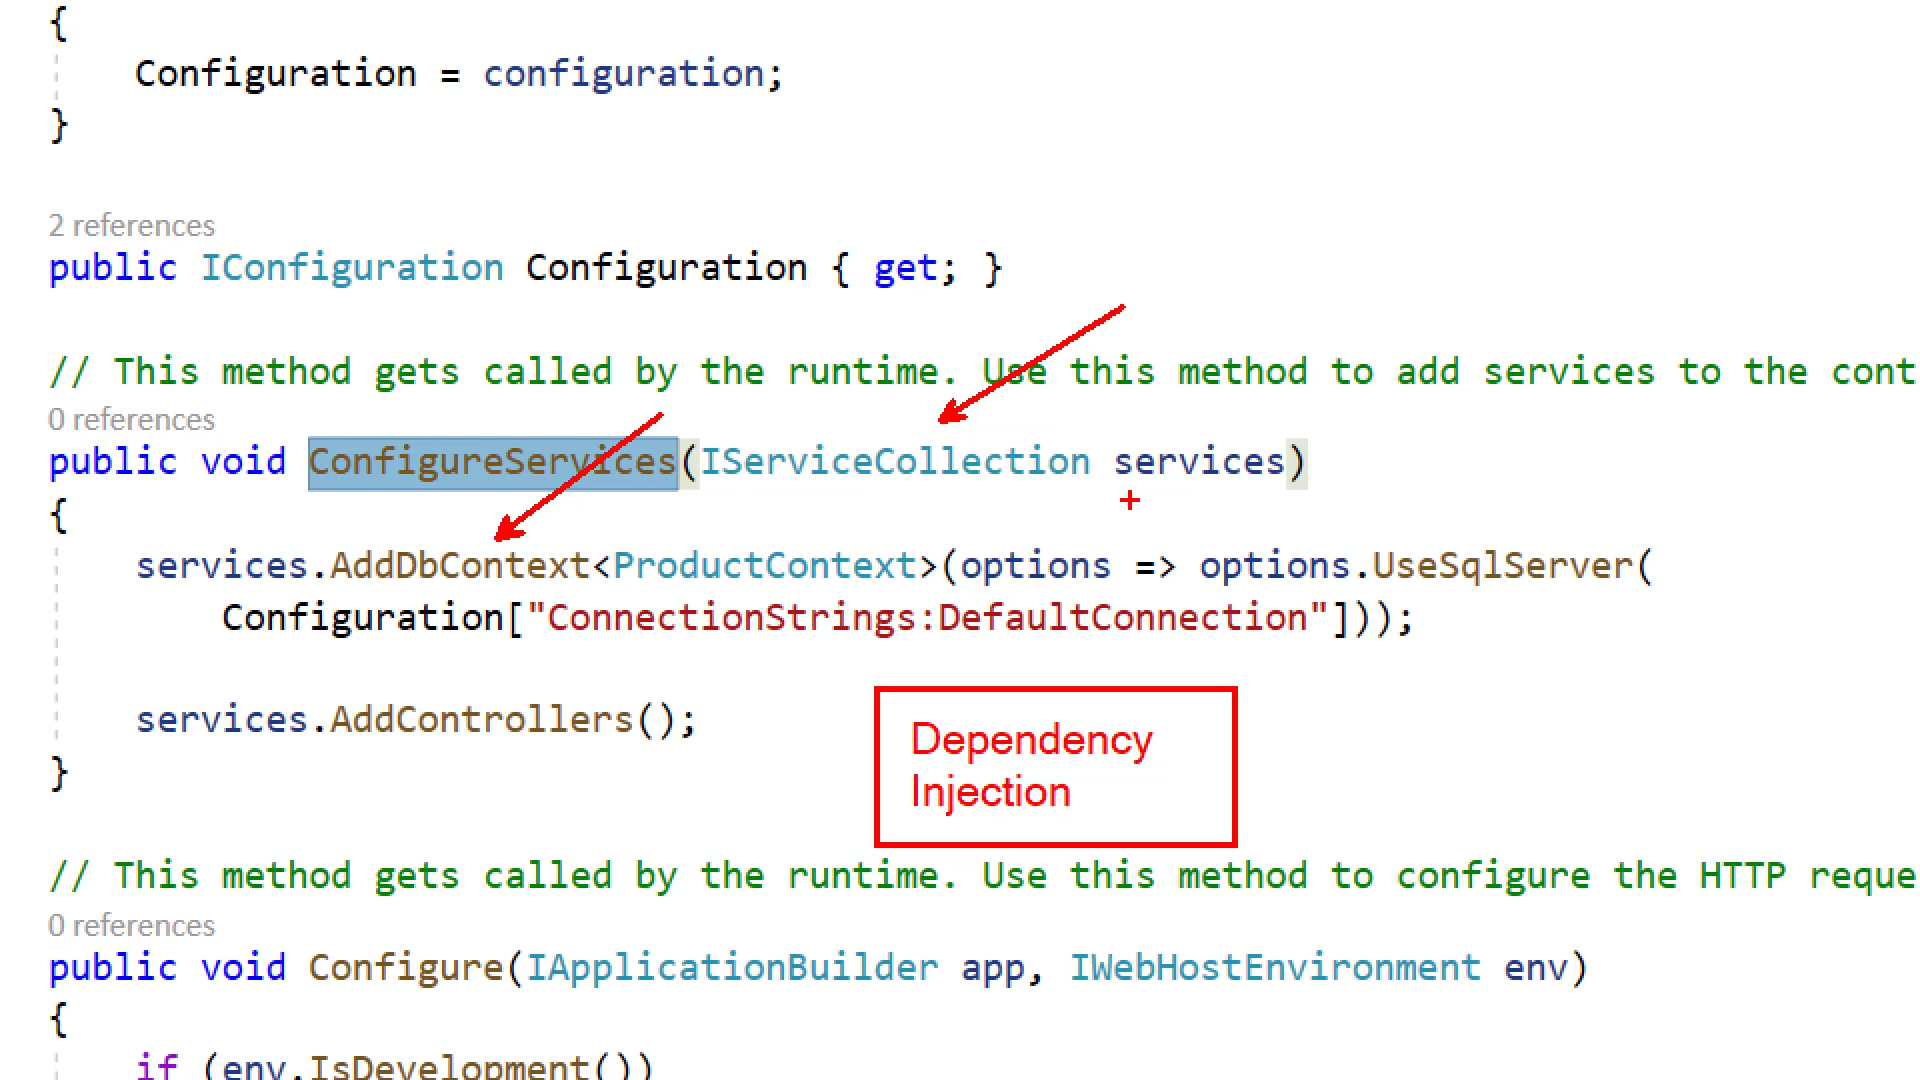 {
Configuration = configuration;
}
2 references
public IConfiguration Configuration { get; }
// This method gets called by the runtime. Use this method to add services to the cont
0 references
public void ConfigureServices(IServiceCollection services)
{
services.AddDbContext<ProductContext>(options => options.UseSqlServer(
Configuration["ConnectionStrings:DefaultConnection"]));
services.AddControllers();
}
Dependency
Injection
// This method gets called by the runtime. Use this method to configure the HTTP reque
0 references
public void Configure(IApplicationBuilder app, IWebHostEnvironment env)
{
if (env.IsDevelopment())